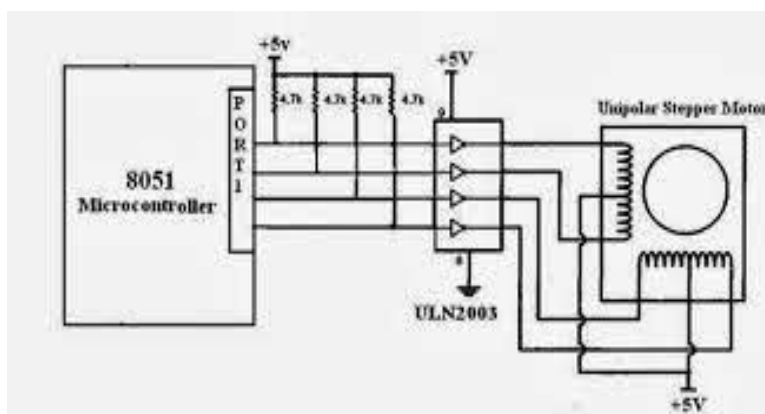 +5v
+5V
4.7k 4.7k 4.7k 4.7k
9
Unipolar Stepper Motor
PORT1
8051
Microcontroller
8
ULN2003
+5V